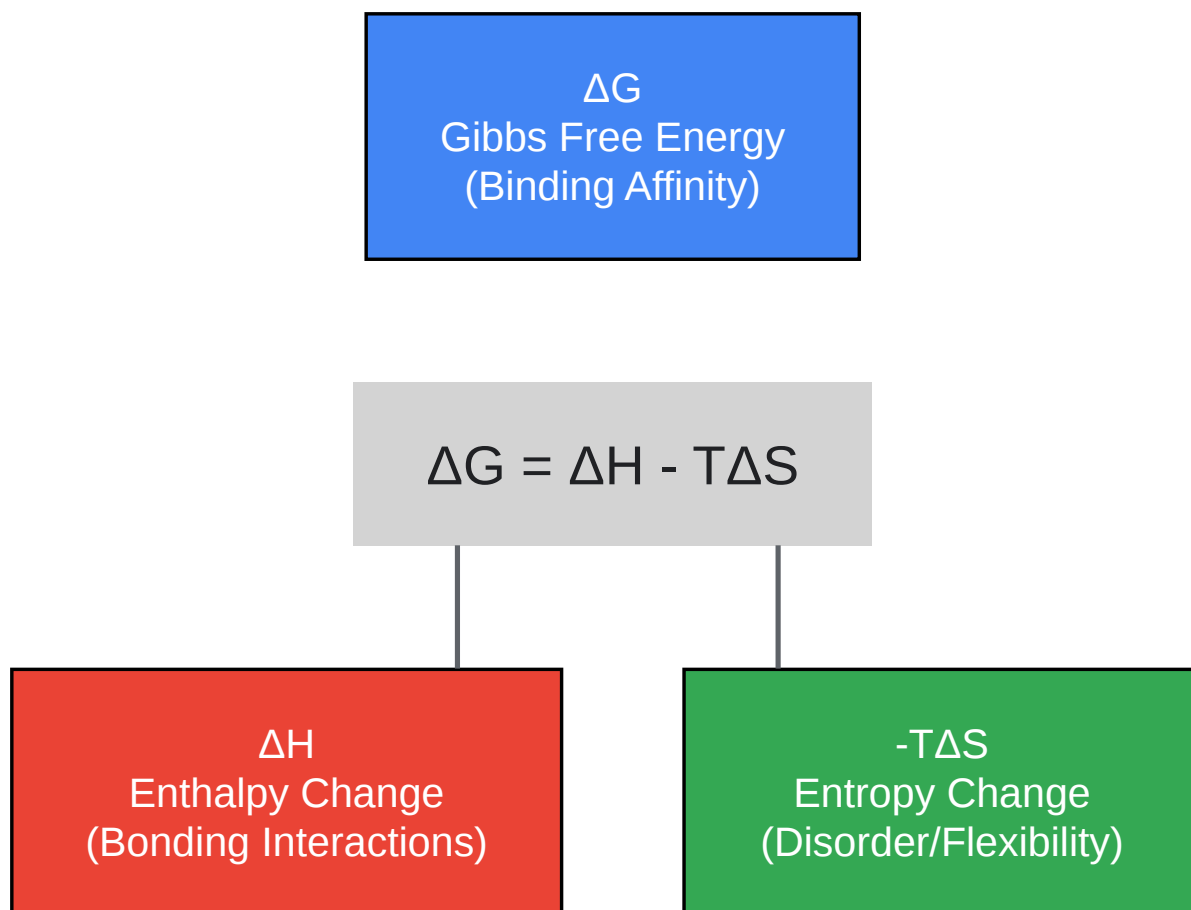 ΔG
Gibbs Free Energy
(Binding Affinity)
ΔG = ΔH - TΔS
ΔH
Enthalpy Change
(Bonding Interactions)
-TΔS
Entropy Change
(Disorder/Flexibility)